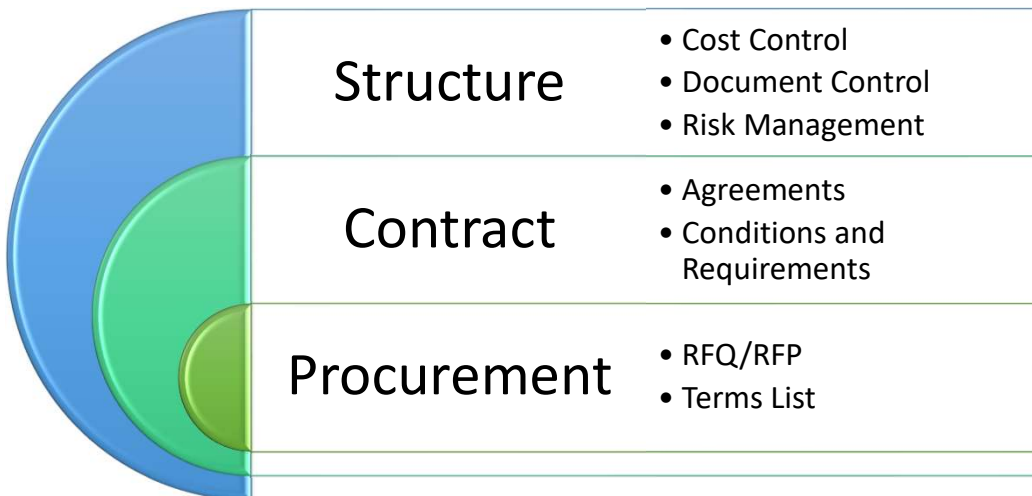 Structure
• Cost Control
• Document Control
• Risk Management
Contract
• Agreements
• Conditions and
Requirements
Procurement
• RFQ/RFP
• Terms List